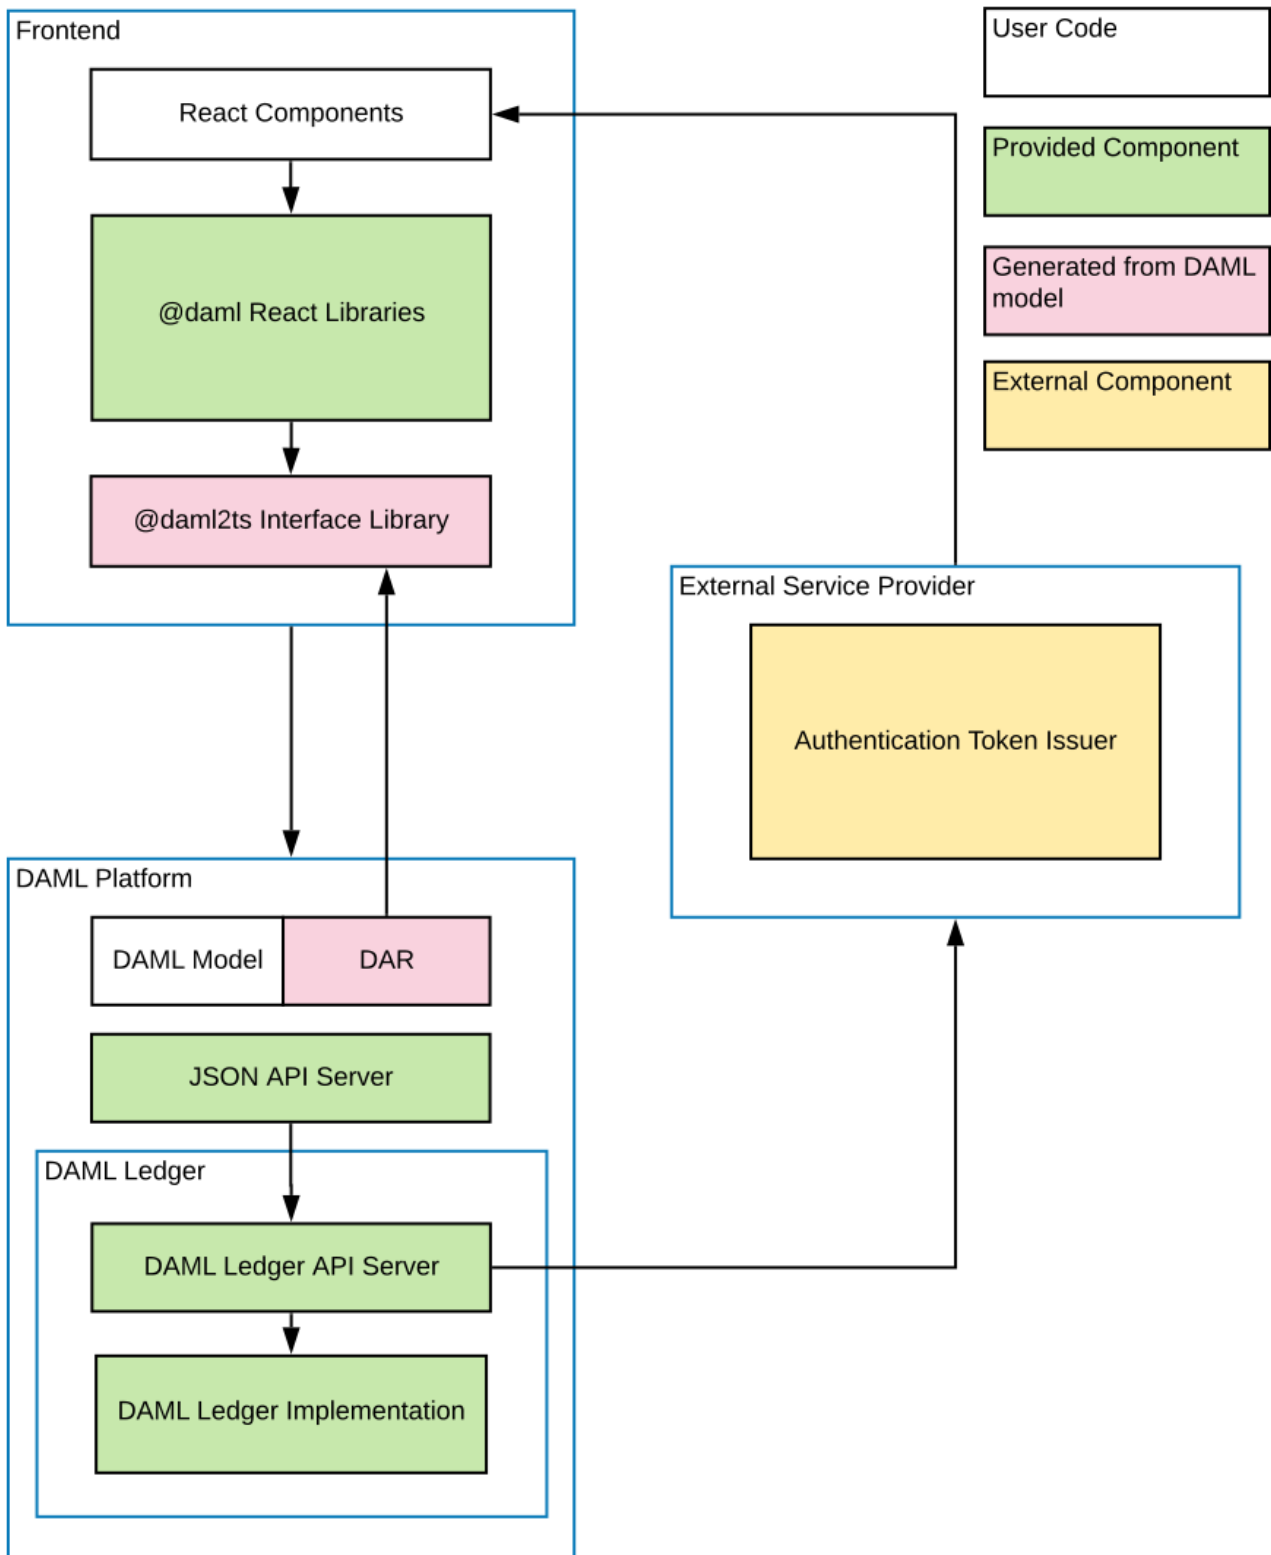 Frontend
React Components
@daml React Libraries
@daml2ts Interface Library
User Code
Provided Component
Generated from DAML
model
External Component
External Service Provider
Authentication Token Issuer
DAML Platform
DAML Model
DAR
JSON API Server
DAML Ledger
DAML Ledger API Server
DAML Ledger Implementation